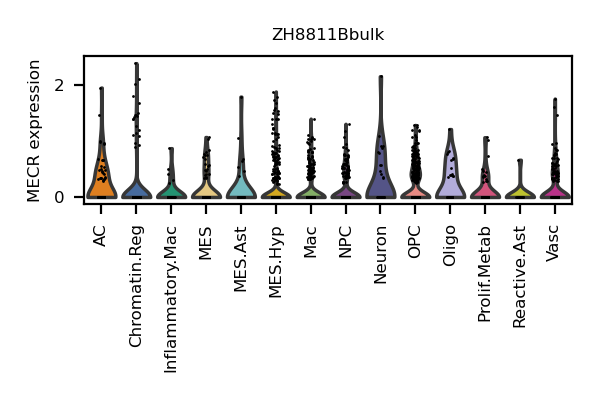 ZH8811Bbulk
MECR expression
2
0
AC
Chromatin.Reg
Inflammatory.Mac
MES
MES.Ast
MES.Hyp
Mac
NPC
Neuron
OPC
Oligo
Prolif.Metab
Reactive.Ast
Vasc